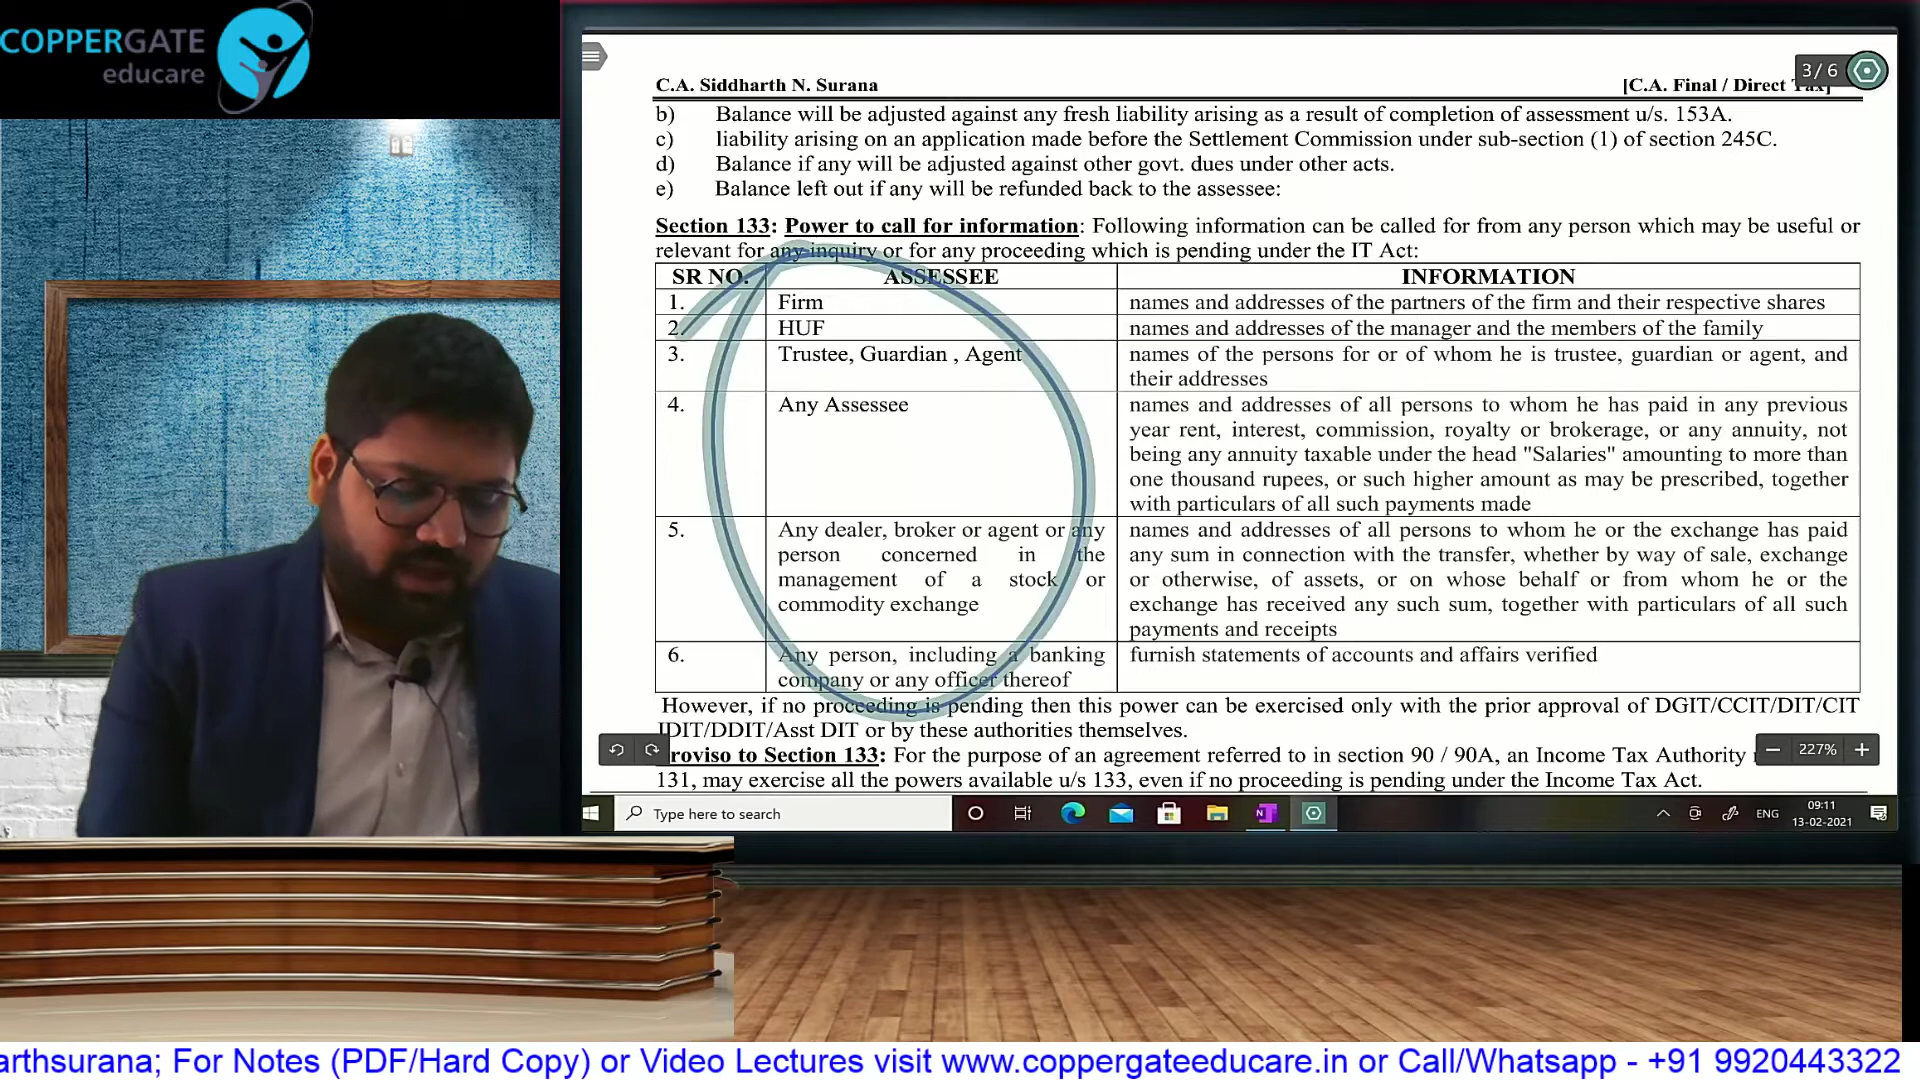 COPPERGATE
educare
3/6
C.A. Siddharth N. Surana
[C.A. Final / Direct Tax]
b) Balance will be adjusted against any fresh liability arising as a result of completion of assessment u/s. 153A.
c) liability arising on an application made before the Settlement Commission under sub-section (1) of section 245C.
d) Balance if any will be adjusted against other govt. dues under other acts.
e) Balance left out if any will be refunded back to the assessee:
Section 133: Power to call for information: Following information can be called for from any person which may be useful or
relevant for any inquiry or for any proceeding which is pending under the IT Act:
SR NO. ASSESSEE INFORMATION
1. Firm names and addresses of the partners of the firm and their respective shares
2. HUF names and addresses of the manager and the members of the family
3. Trustee, Guardian , Agent names of the persons for or of whom he is trustee, guardian or agent, and
their addresses
4. Any Assessee names and addresses of all persons to whom he has paid in any previous
year rent, interest, commission, royalty or brokerage, or any annuity, not
being any annuity taxable under the head "Salaries" amounting to more than
one thousand rupees, or such higher amount as may be prescribed, together
with particulars of all such payments made
5. Any dealer, broker or agent or any names and addresses of all persons to whom he or the exchange has paid
person concerned in the any sum in connection with the transfer, whether by way of sale, exchange
management of a stock or or otherwise, of assets, or on whose behalf or from whom he or the
commodity exchange exchange has received any such sum, together with particulars of all such
payments and receipts
6. Any person, including a banking furnish statements of accounts and affairs verified
company or any officer thereof
However, if no proceeding is pending then this power can be exercised only with the prior approval of DGIT/CCIT/DIT/CIT
JDIT/DDIT/Asst DIT or by these authorities themselves.
roviso to Section 133: For the purpose of an agreement referred to in section 90 / 90A, an Income Tax Authority
227%
131, may exercise all the powers available u/s 133, even if no proceeding is pending under the Income Tax Act.
Type here to search
ENG
09:11
13-02-2021
arthsurana; For Notes (PDF/Hard Copy) or Video Lectures visit www.coppergateeducare.in or Call/Whatsapp - +91 9920443322